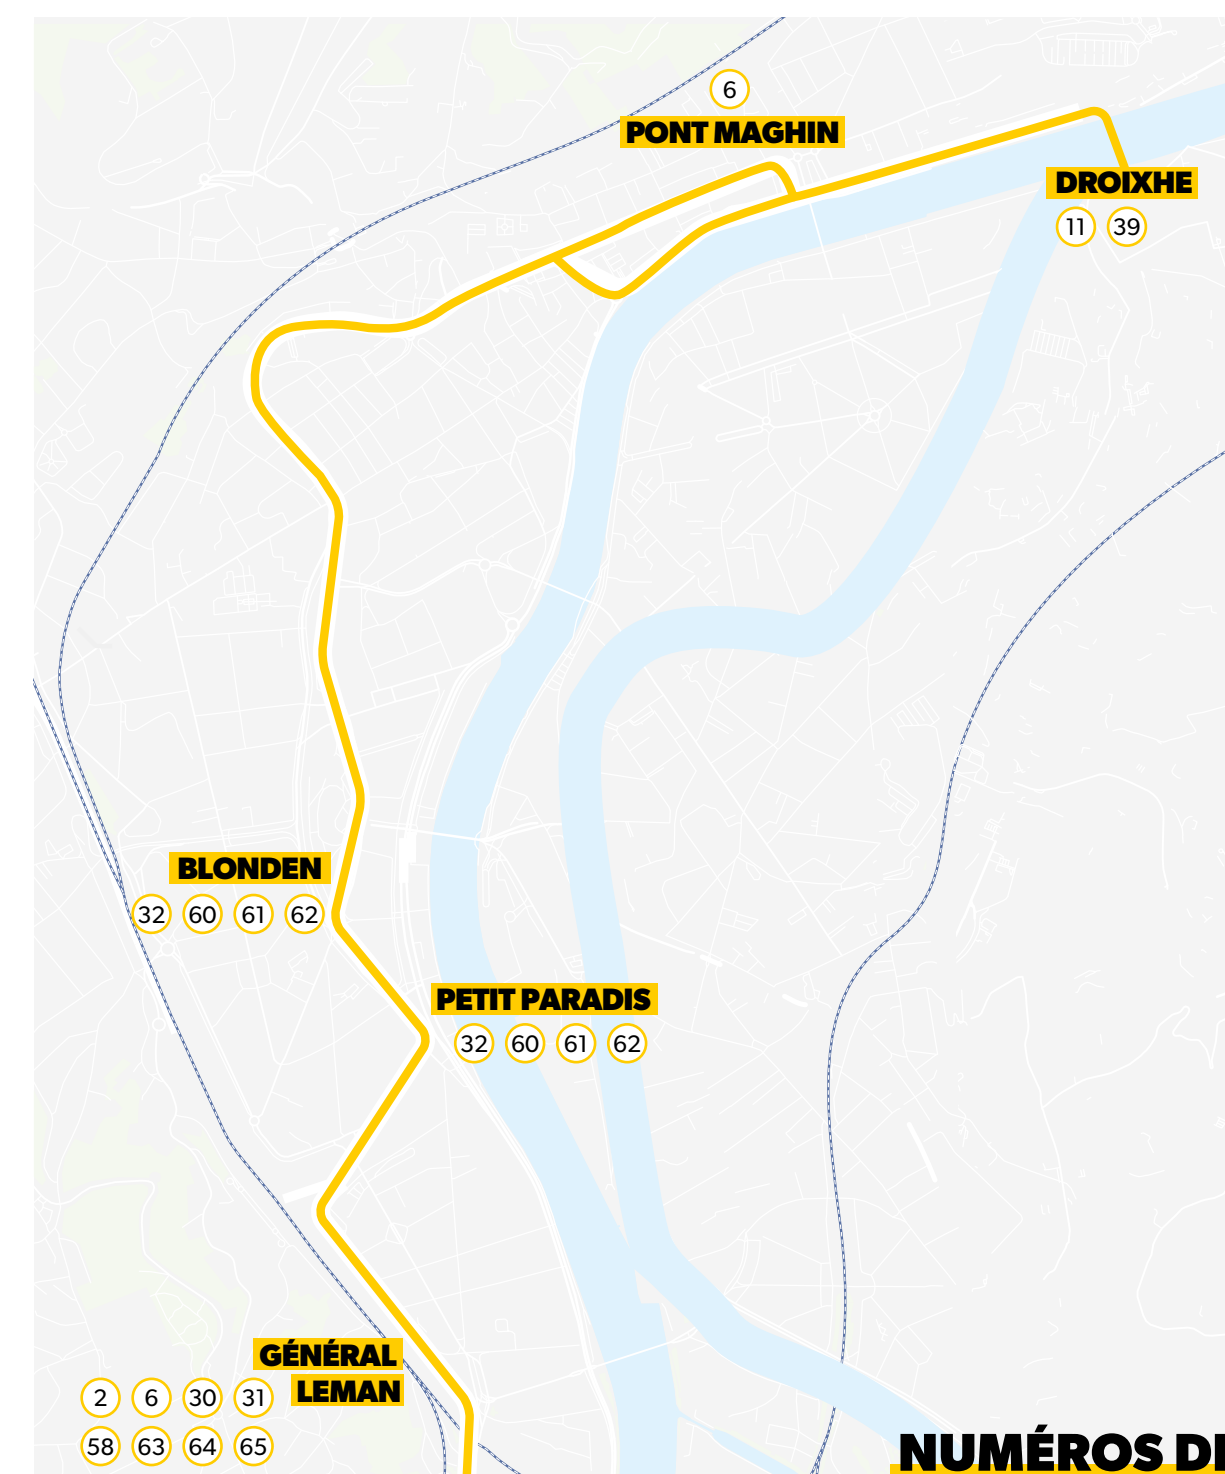 6
PONT MAGHIN
DROIXHE
11 39
BLONDEN
32 60 61 62
PETIT PARADIS
32 60 61 62
GÉNÉRAL
LEMAN
2 6 30 31
58 63 64 65
NUMÉROS DE